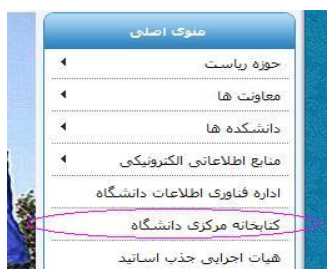 منوی اصلی
حوزه ریاست
معاونت ها
دانشکده ها
منابع اطلاعاتی الکترونیکی
اداره فناوری اطلاعات دانشگاه
کتابخانه مرکزی دانشگاه
هیات اجرایی جذب اساتید